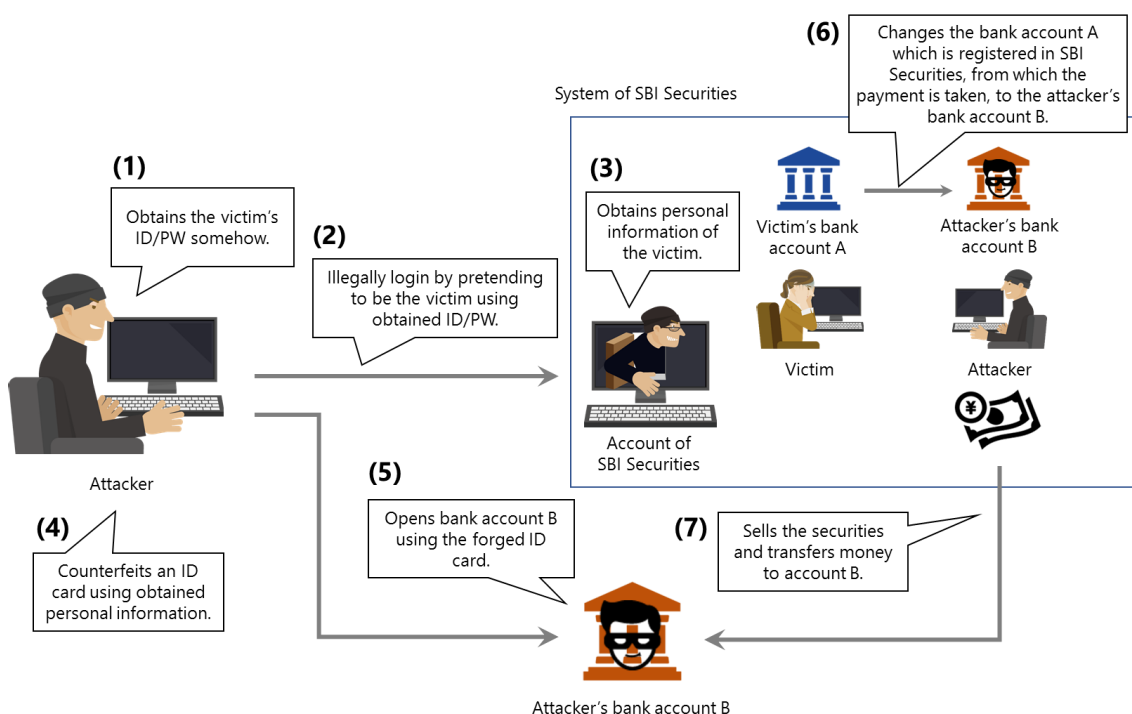 (6)
Changes the bank account A
which is registered in SBI
Securities, from which the
payment is taken, to the attacker’s
bank account B.
System of SBI Securities
(1)
Obtains the victim’s
ID/PW somehow.
(2)
Illegally login by pretending
to be the victim using
obtained ID/PW.
(3)
Obtains personal
information of
the victim.
Victim’s bank
account A
Attacker’s bank
account B
Victim
Attacker
¥
Account of
SBI Securities
Attacker
(4)
Counterfeits an ID
card using obtained
personal information.
(5)
Opens bank account B
using the forged ID
card.
(7)
Sells the securities
and transfers money
to account B.
Attacker’s bank account B